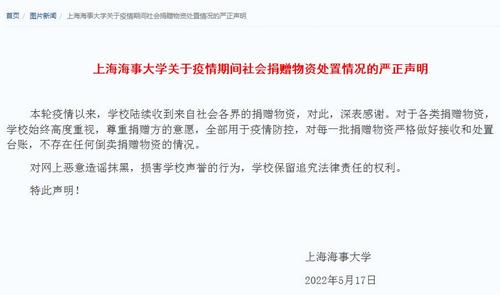 首页 / 图片新闻 / 上海海事大学关于疫情期间社会捐赠物资处置情况的严正声明
上海海事大学关于疫情期间社会捐赠物资处置情况的严正声明
本轮疫情以来，学校陆续收到来自社会各界的捐赠物资，对此，深表感谢。对于各类捐赠物资，
学校始终高度重视，尊重捐赠方的意愿，全部用于疫情防控，对每一批捐赠物资严格做好接收和处置
台账，不存在任何倒卖捐赠物资的情况。
对网上恶意造谣抹黑，损害学校声誉的行为，学校保留追究法律责任的权利。
特此声明！
上海海事大学
2022年5月17日